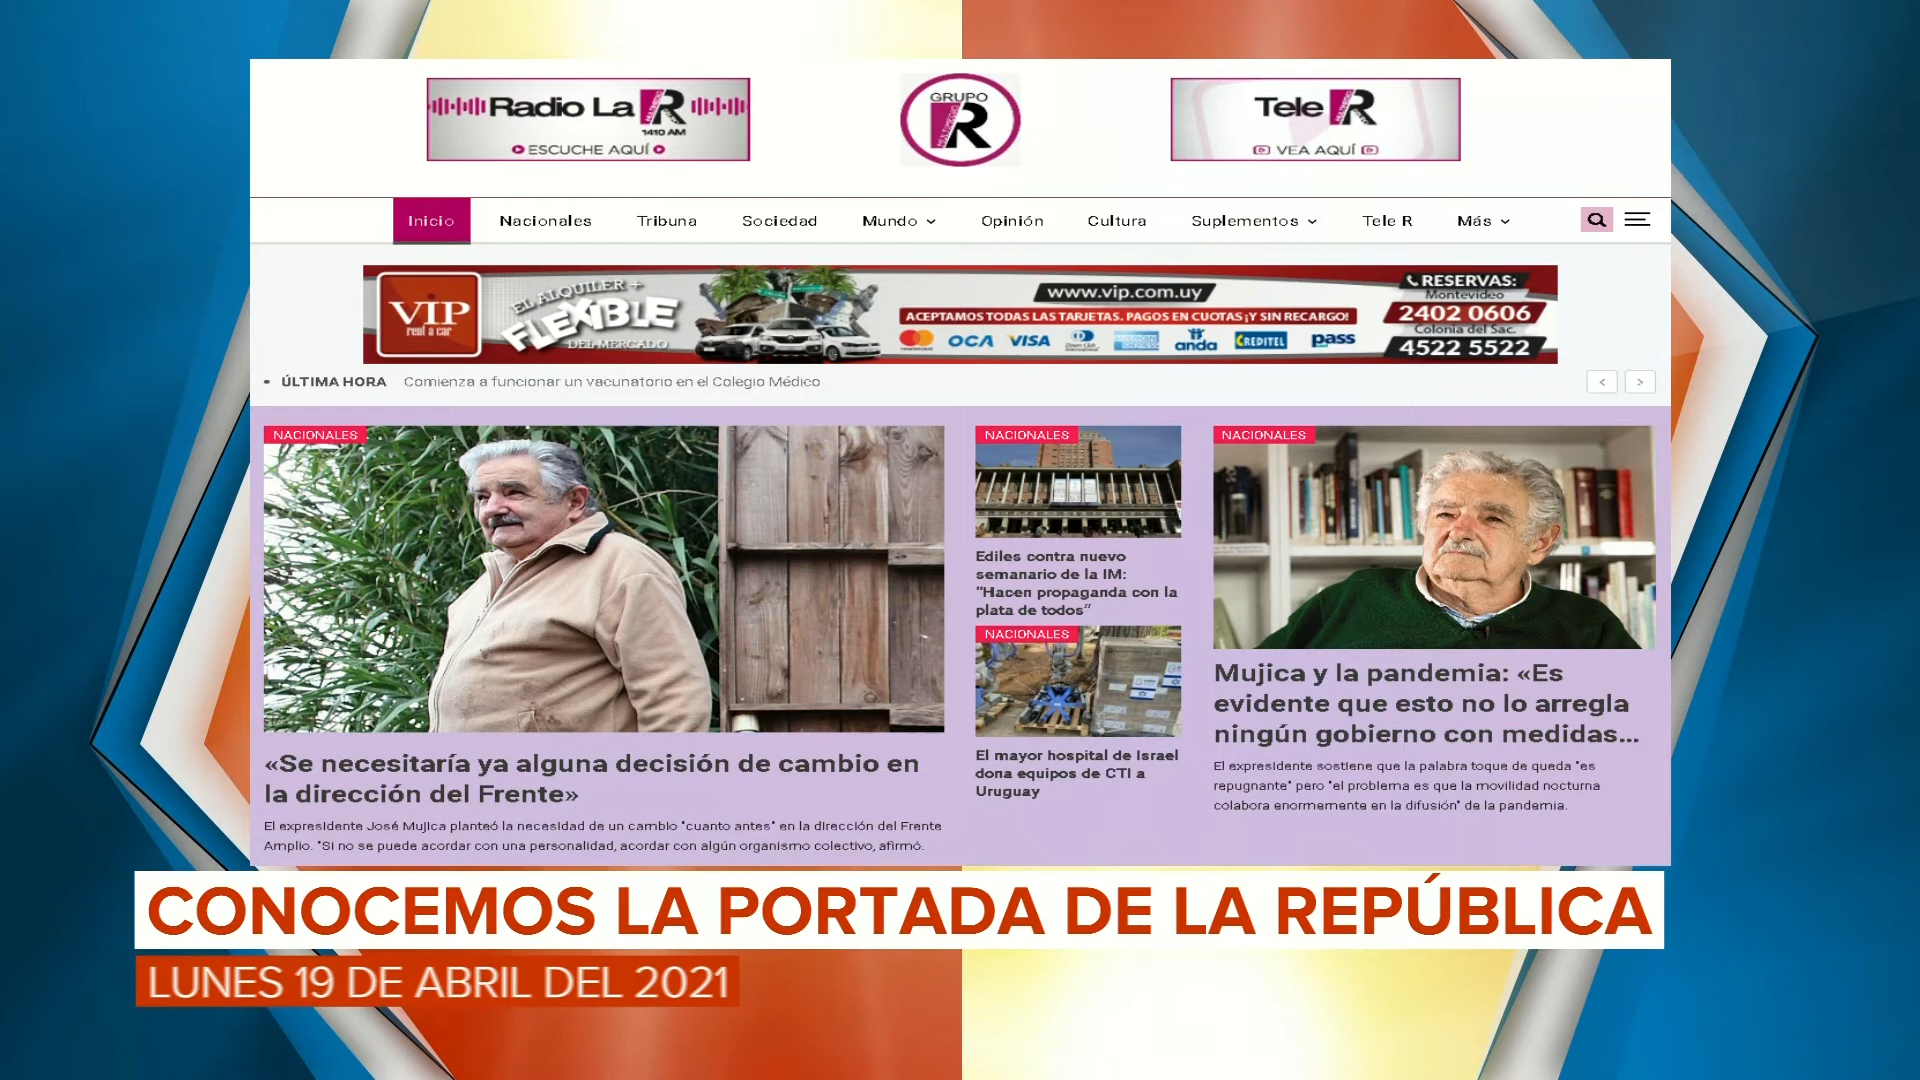 Radio La R
1410 AM
ESCUCHE AQUÍ
GRUPO
R
Tele R
VEA AQUÍ
Inicio
Nacionales
Tribuna
Sociedad
Mundo
Opinión
Cultura
Suplementos
Tele R
Más
VIP
rent a car
EL ALQUILER +
FLEXIBLE
DEL MERCADO
www.vip.com.uy
ACEPTAMOS TODAS LAS TARJETAS. PAGOS EN CUOTAS ¡Y SIN RECARGO!
OCA
VISA
anda
CREDITEL
pass
RESERVAS:
Montevideo
2402 0606
Colonia del Sac.
4522 5522
• ÚLTIMA HORA Comienza a funcionar un vacunatorio en el Colegio Médico
NACIONALES
«Se necesitaría ya alguna decisión de cambio en
la dirección del Frente»
El expresidente José Mujica planteó la necesidad de un cambio "cuanto antes" en la dirección del Frente
Amplio. "Si no se puede acordar con una personalidad, acordar con algún organismo colectivo, afirmó.
NACIONALES
Ediles contra nuevo
semanario de la IM:
“Hacen propaganda con la
plata de todos”
NACIONALES
El mayor hospital de Israel
dona equipos de CTI a
Uruguay
NACIONALES
Mujica y la pandemia: «Es
evidente que esto no lo arregla
ningún gobierno con medidas...
El expresidente sostiene que la palabra toque de queda "es
repugnante" pero "el problema es que la movilidad nocturna
colabora enormemente en la difusión" de la pandemia.
CONOCEMOS LA PORTADA DE LA REPÚBLICA
LUNES 19 DE ABRIL DEL 2021